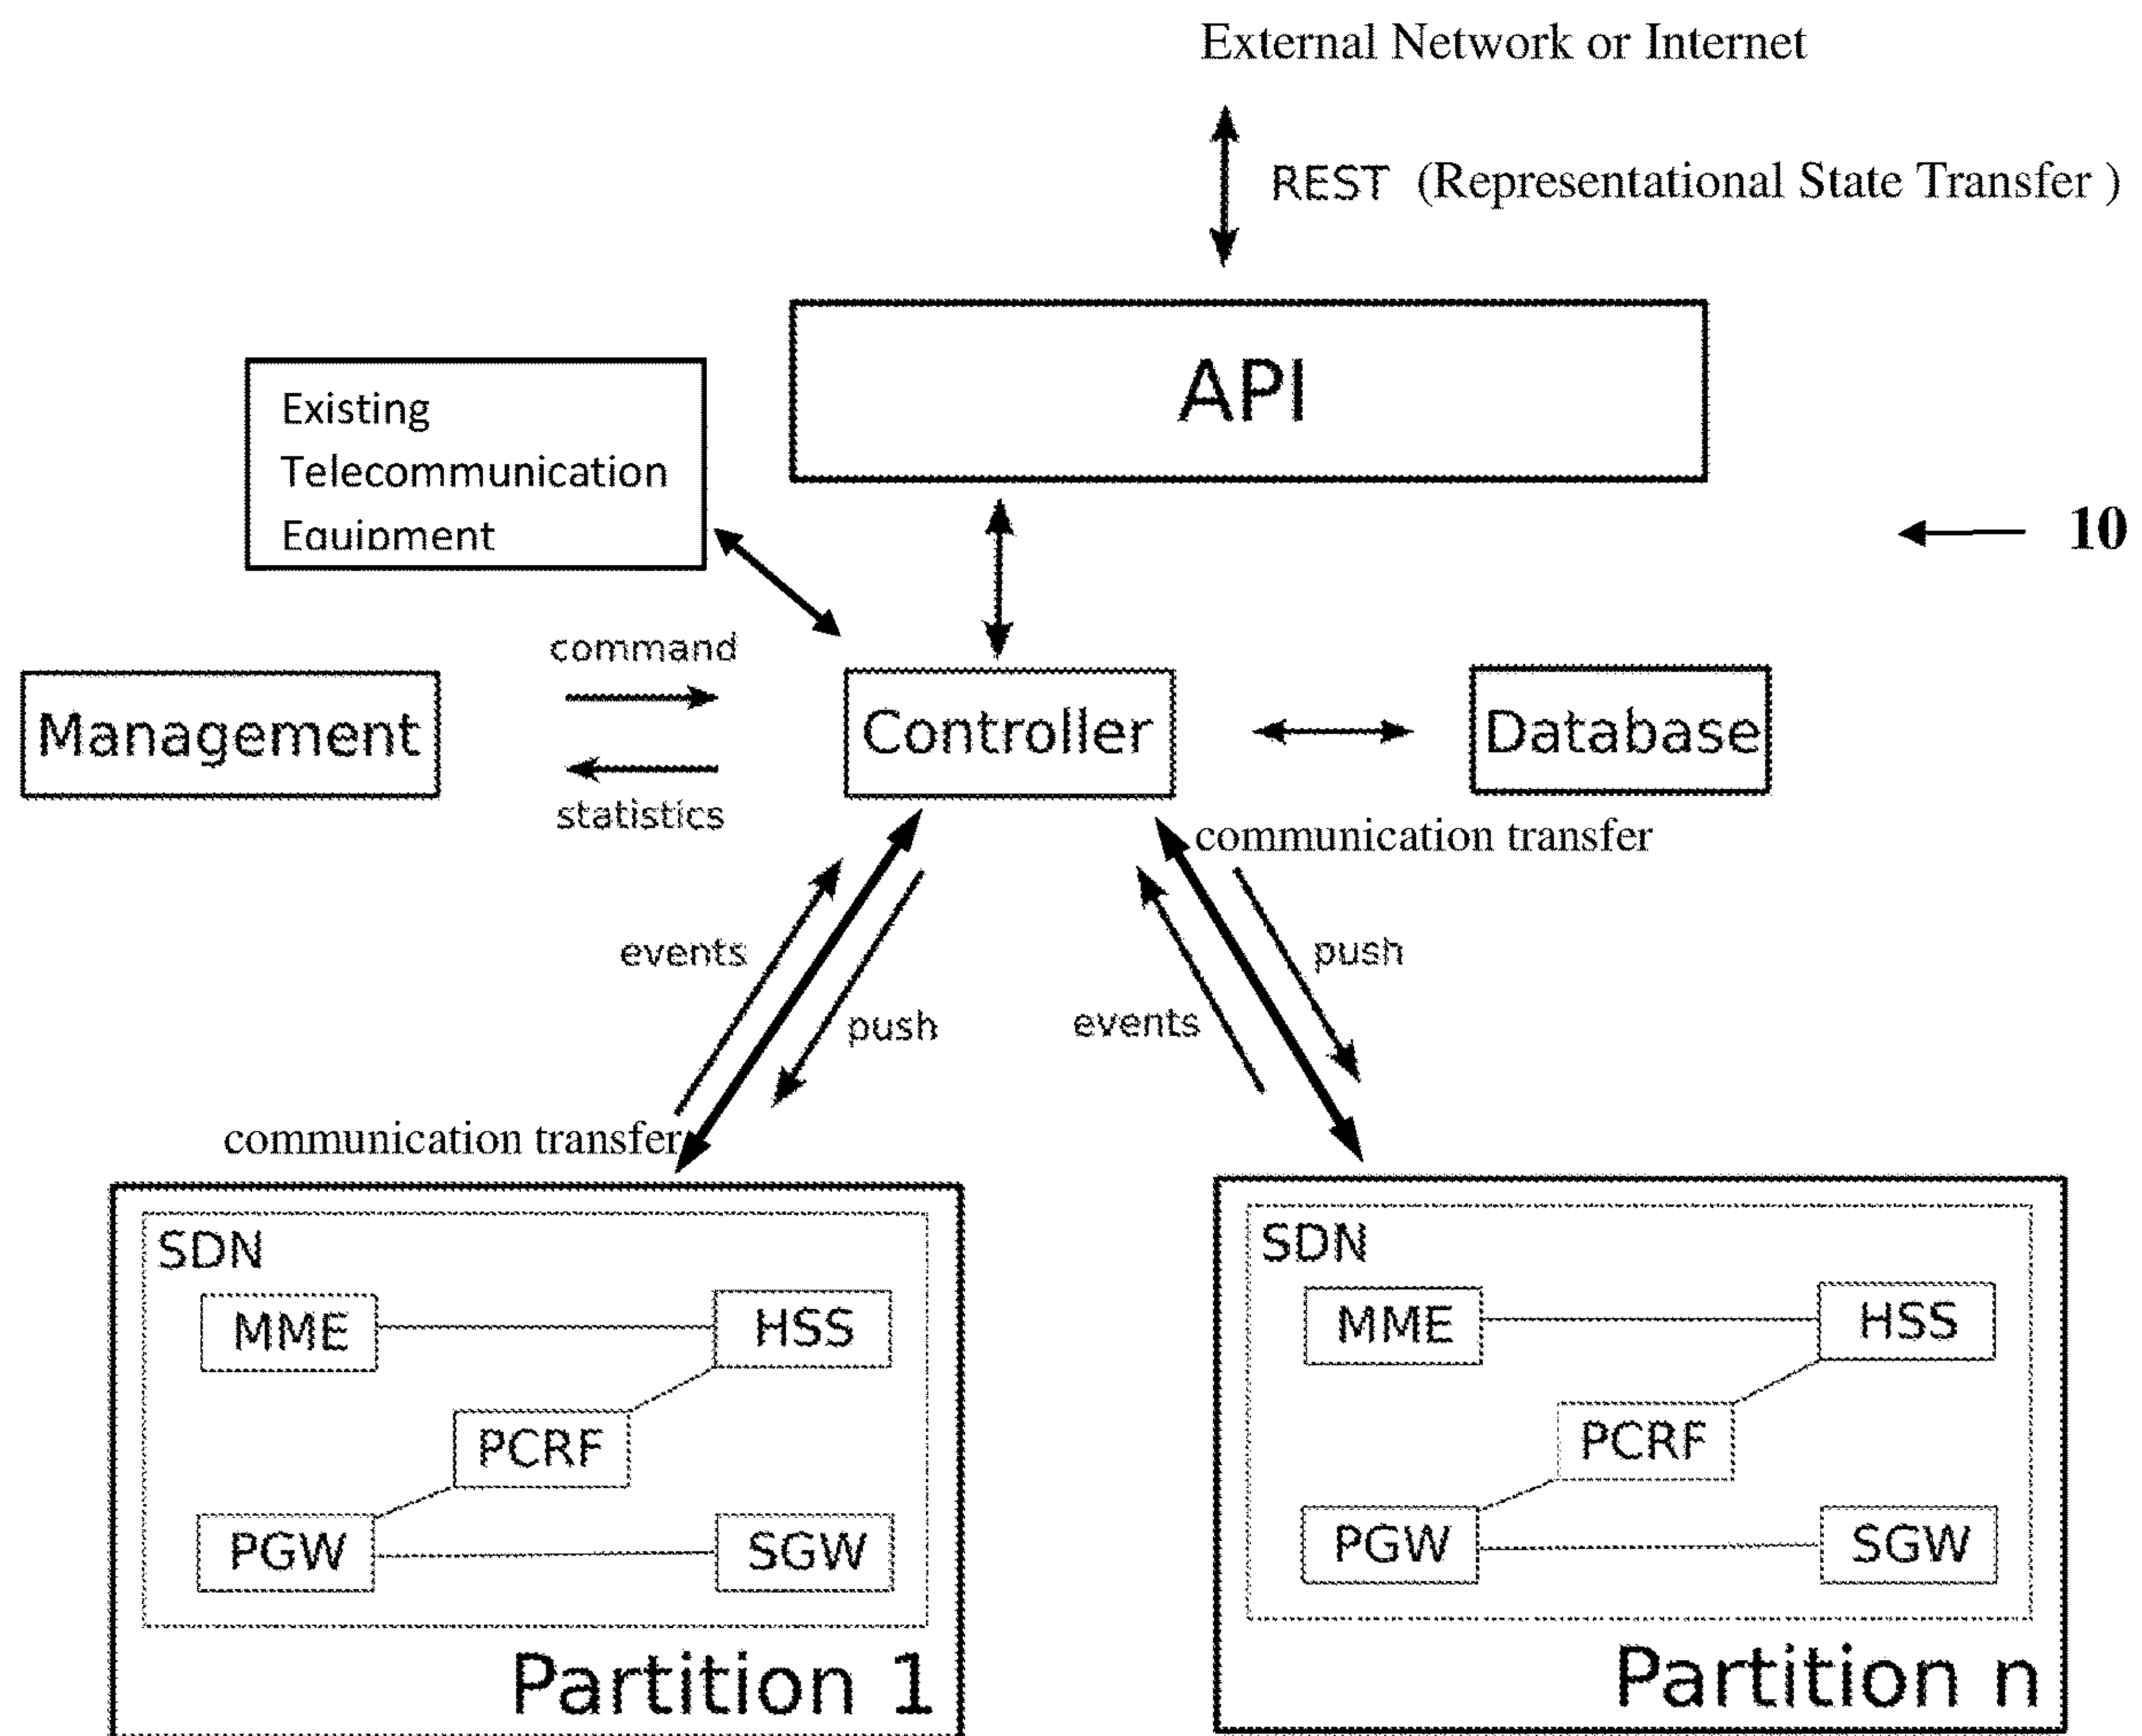 External Network or Internet
REST (Representational State Transfer )
API
Existing
Telecommunication
Equipment
10
command
Management
Controller
Database
statistics
communication transfer
events
push
push
events
communication transfer
SDN
MME
HSS
PCRF
PGW
SGW
Partition 1
SDN
MME
HSS
PCRF
PGW
SGW
Partition n